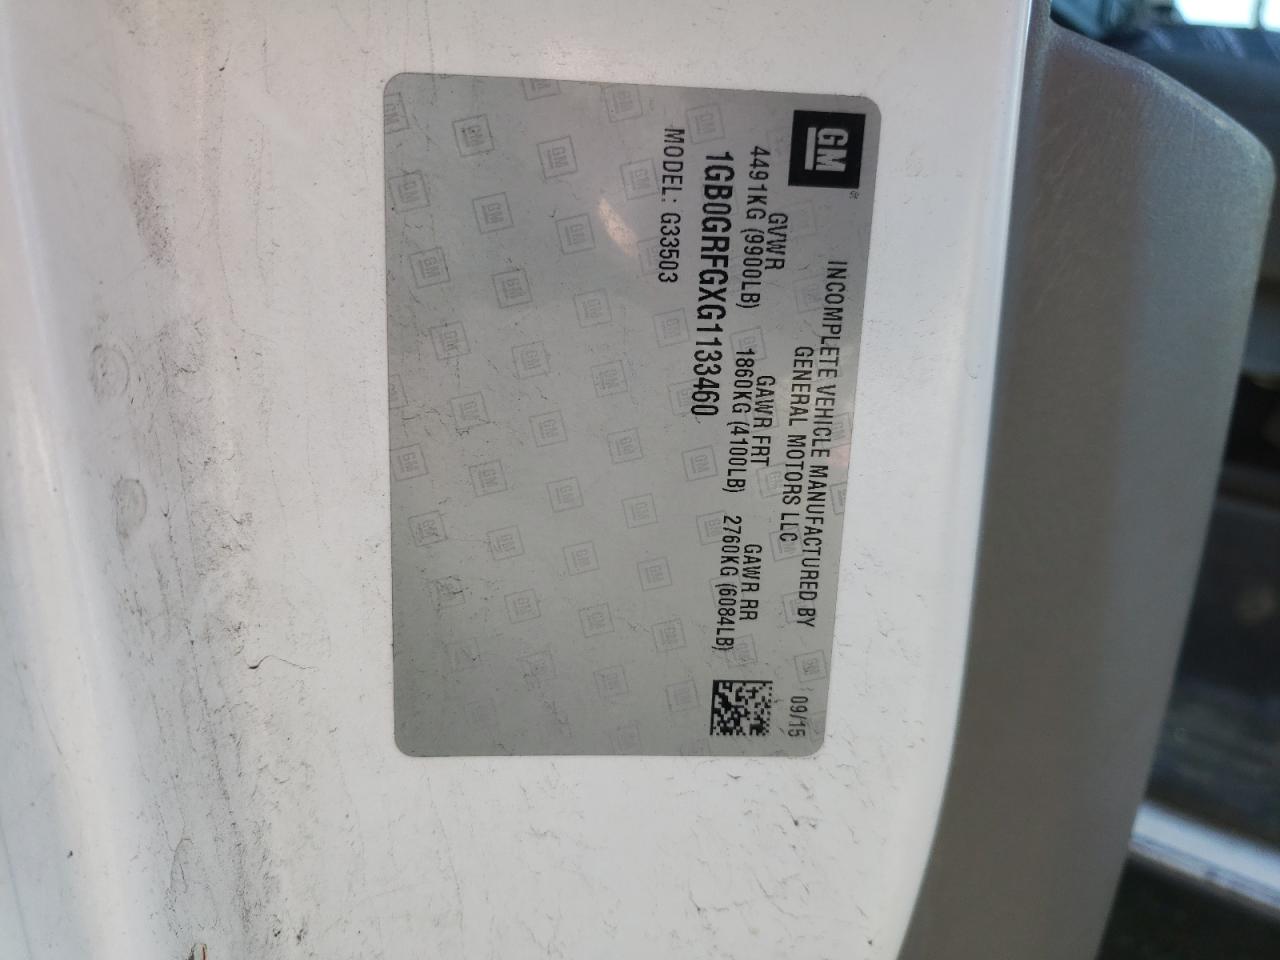 GM
INCOMPLETE VEHICLE MANUFACTURED BY
GENERAL MOTORS LLC
09/15
GVWR GAWR FRT GAWR RR
4491KG (9900LB) 1860KG (4100LB) 2760KG (6084LB)
1GB0GRFGXG1133460
MODEL: G33503